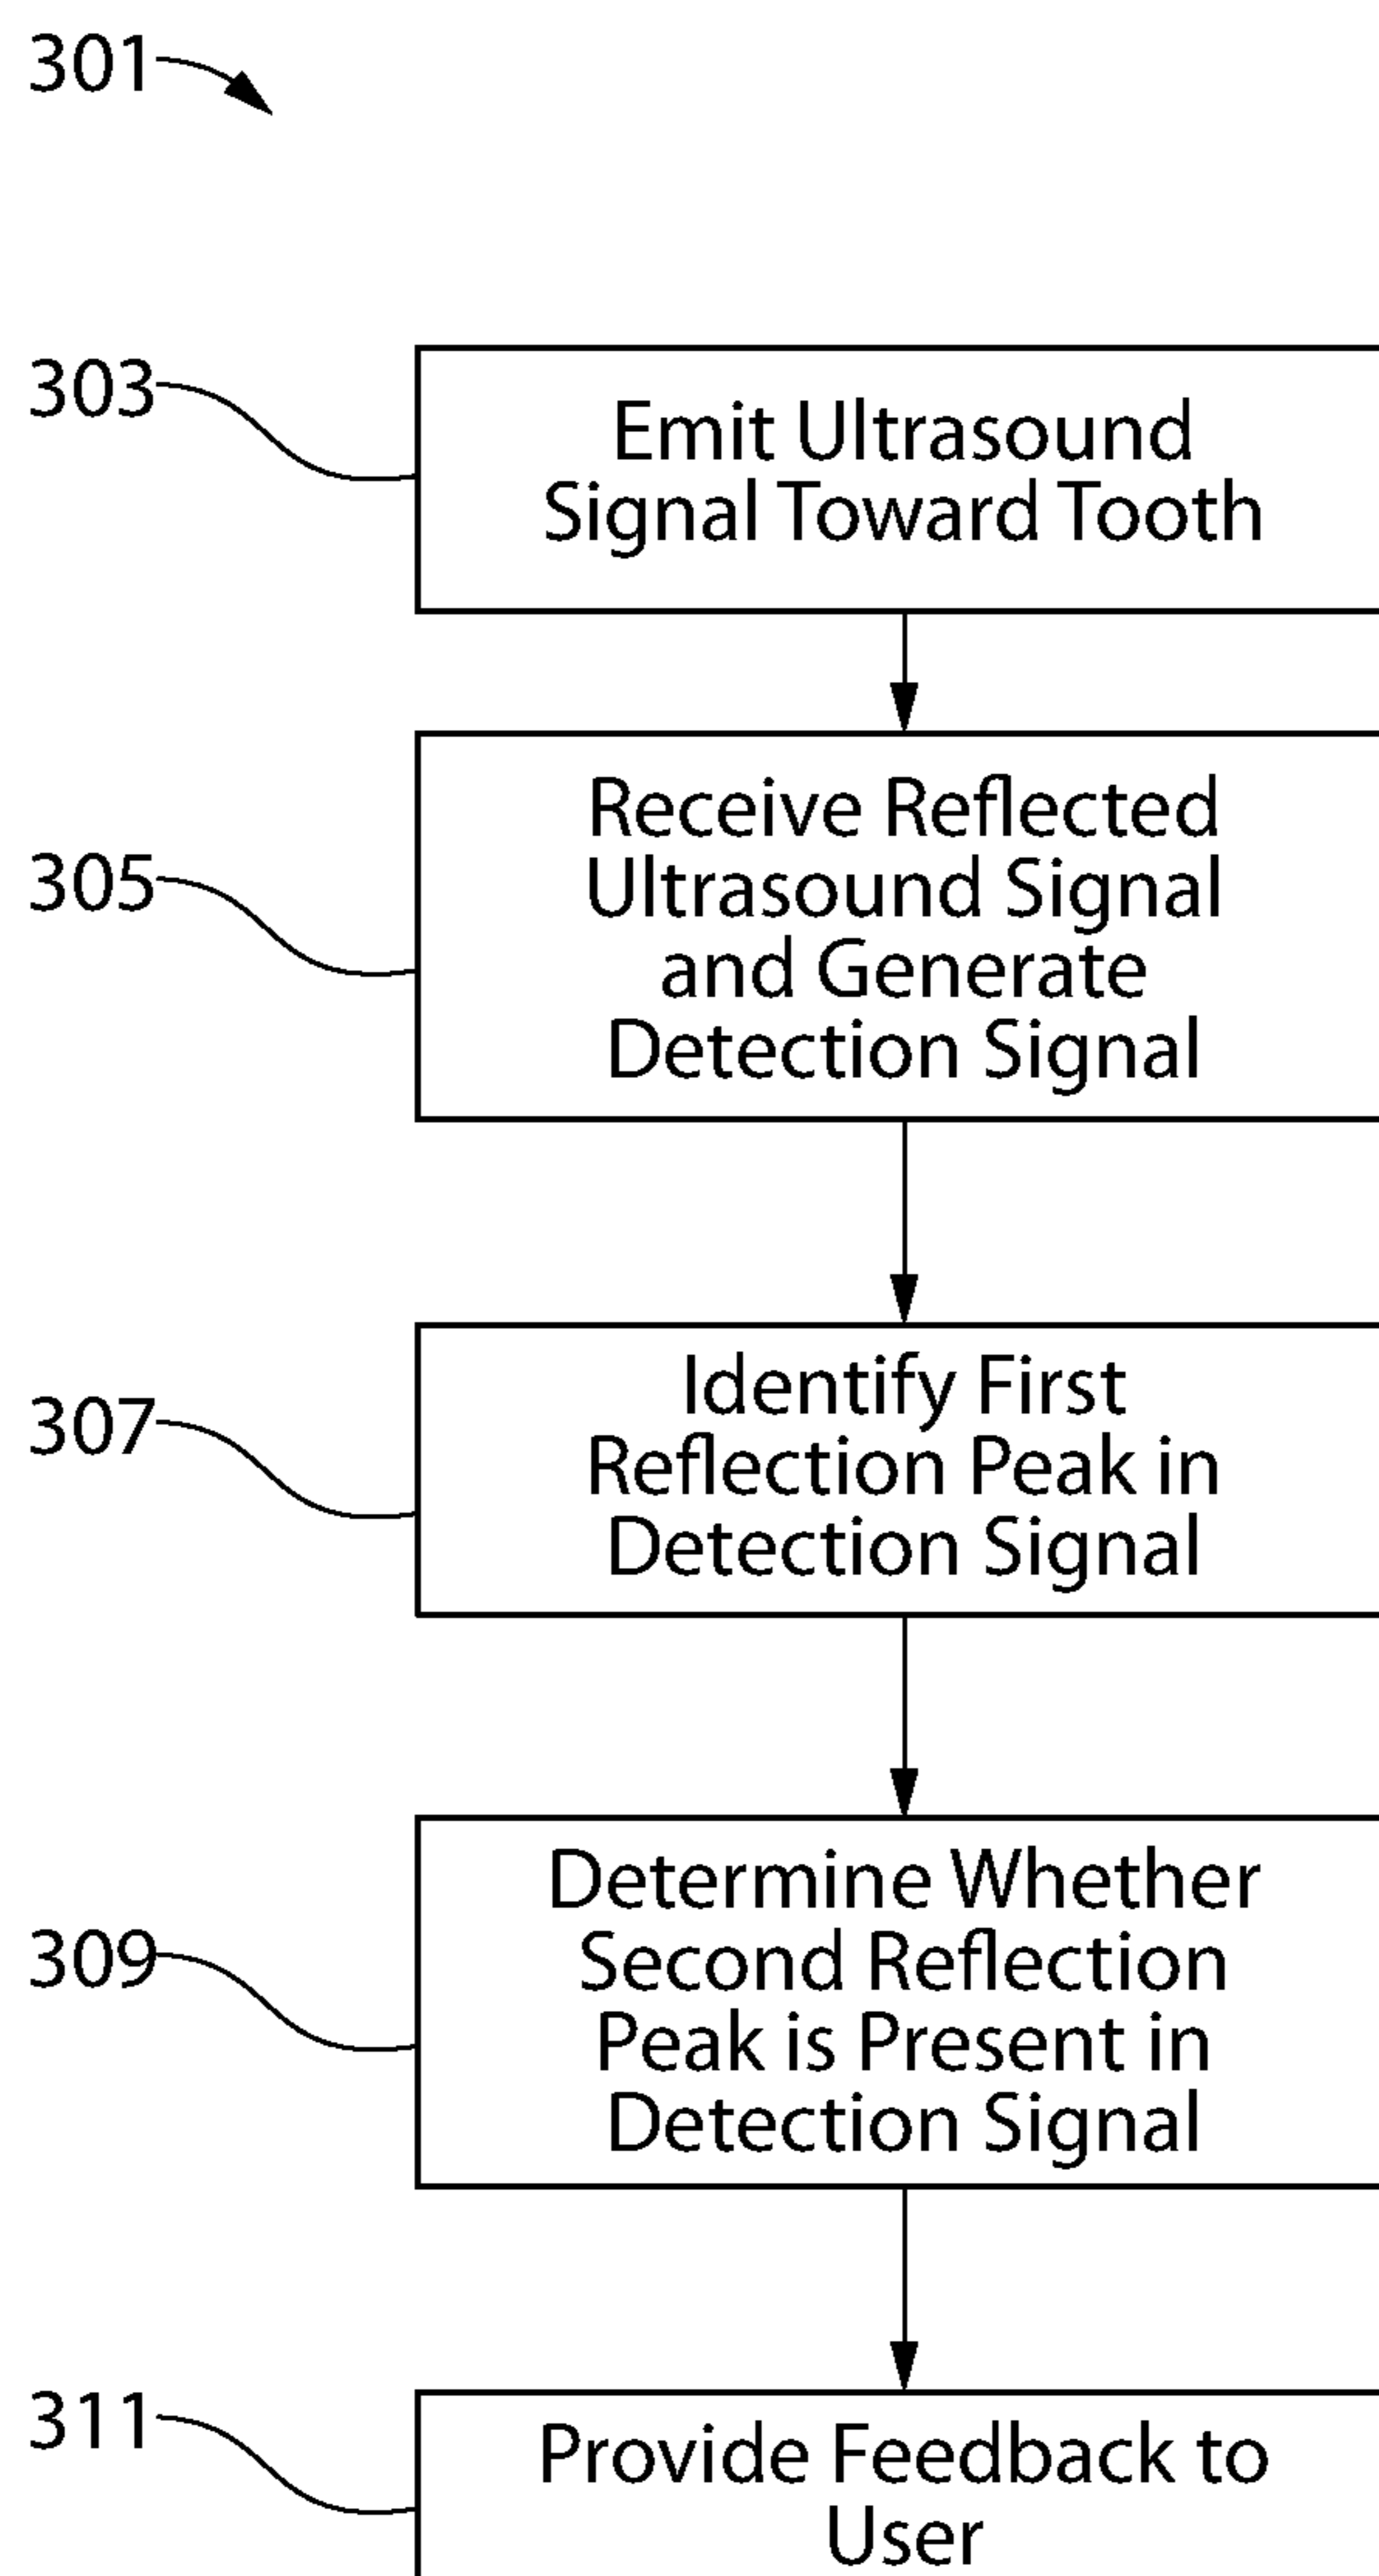 301
303
Emit Ultrasound
Signal Toward Tooth
305
Receive Reflected
Ultrasound Signal
and Generate
Detection Signal
307
Identify First
Reflection Peak in
Detection Signal
309
Determine Whether
Second Reflection
Peak is Present in
Detection Signal
311
Provide Feedback to
User